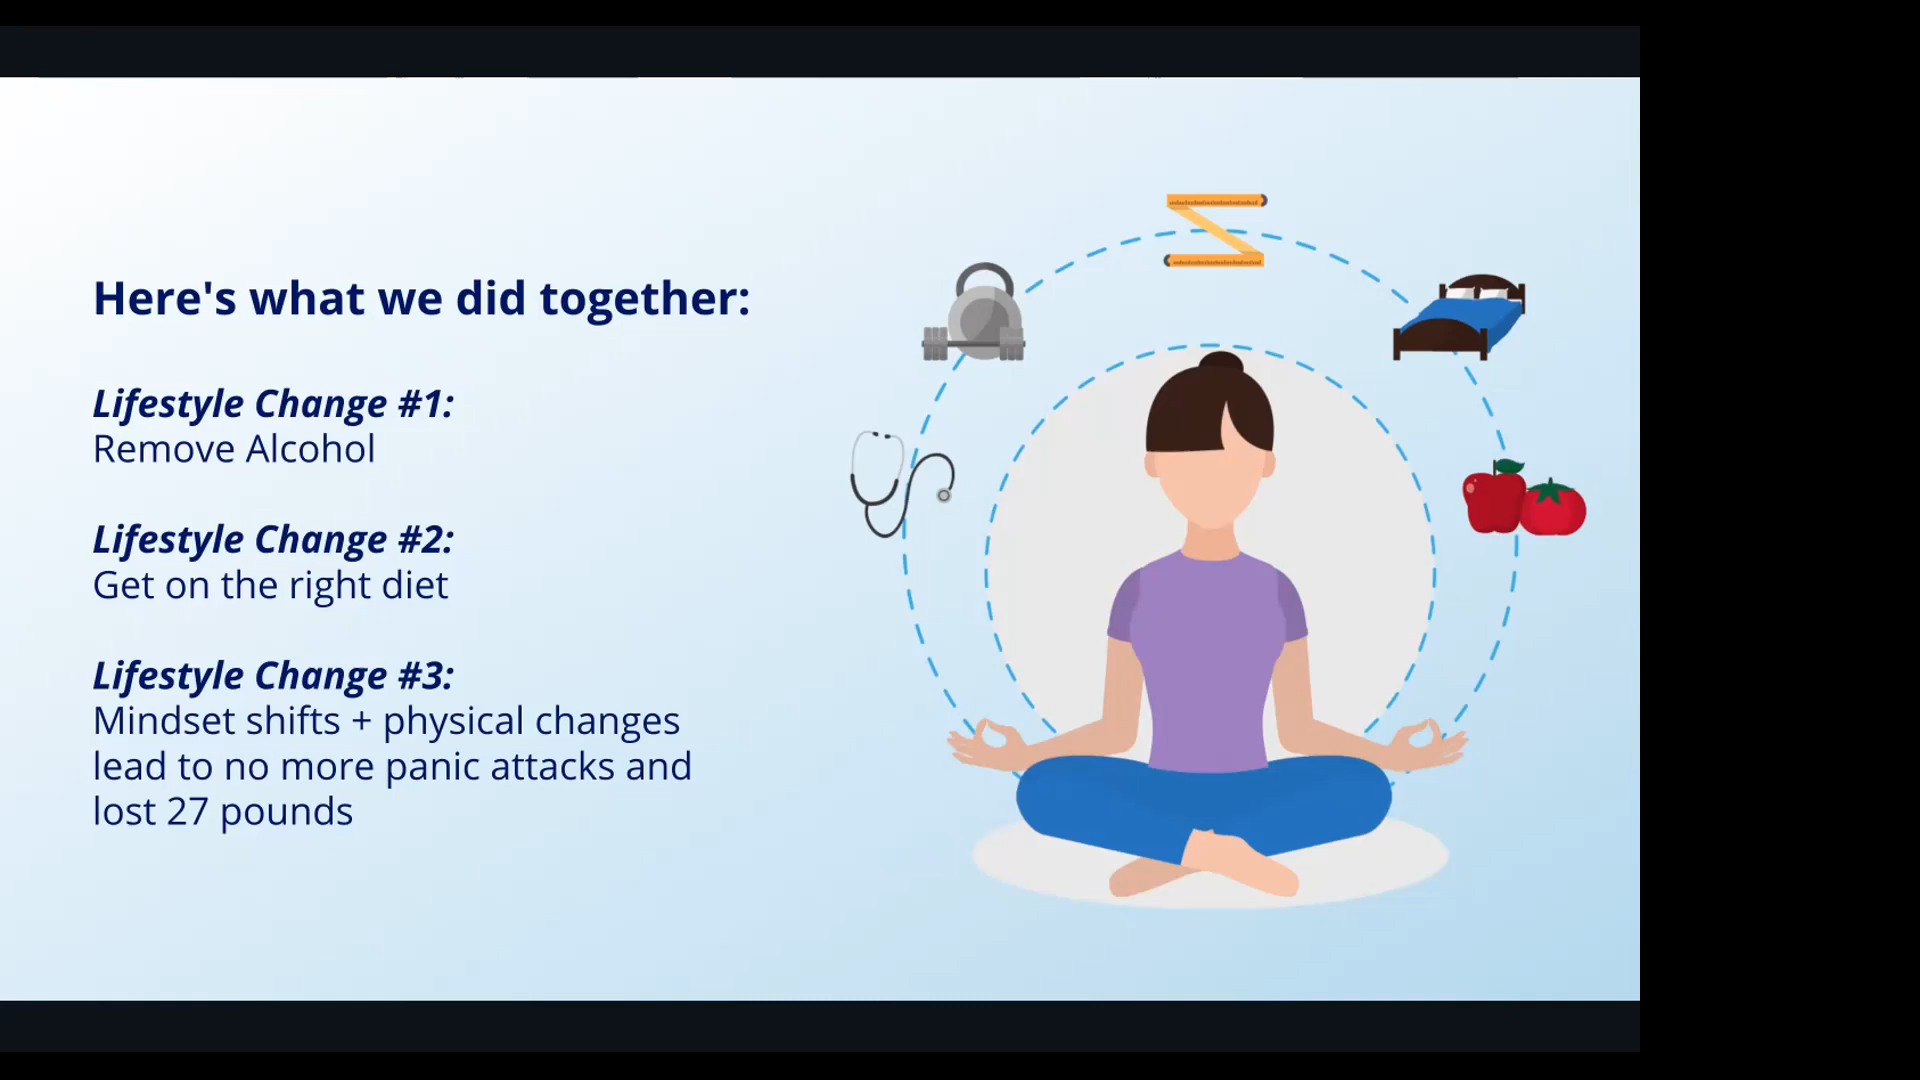 Here's what we did together:
Lifestyle Change #1:
Remove Alcohol
Lifestyle Change #2:
Get on the right diet
Lifestyle Change #3:
Mindset shifts + physical changes
lead to no more panic attacks and
lost 27 pounds